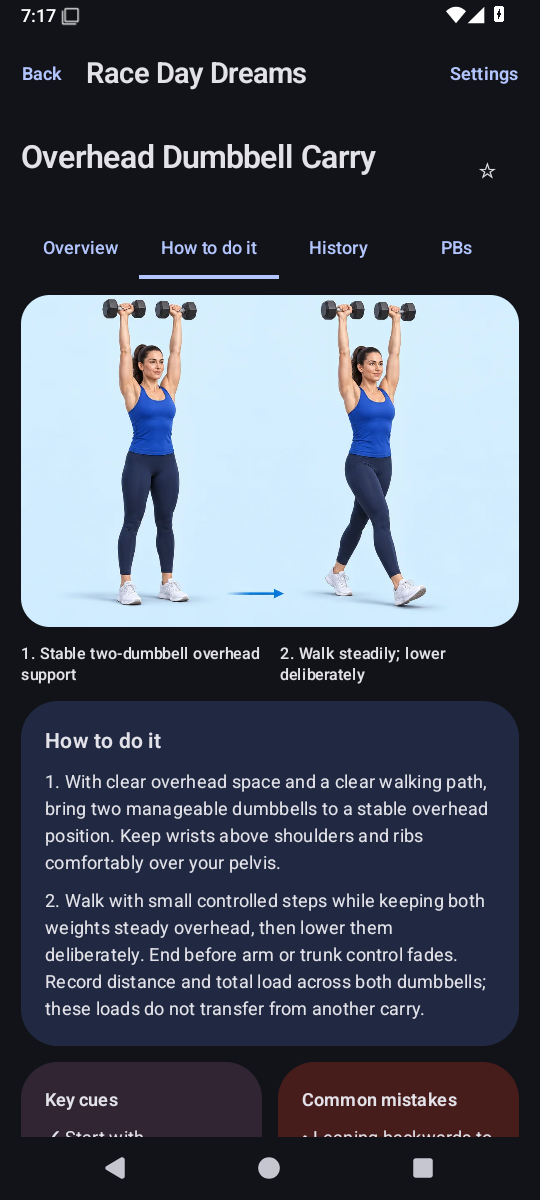 7:17
Back
Race Day Dreams
Settings
Overhead Dumbbell Carry
☆
Overview
How to do it
History
PBs
1. Stable two-dumbbell overhead
support
2. Walk steadily; lower
deliberately
How to do it
1. With clear overhead space and a clear walking path,
bring two manageable dumbbells to a stable overhead
position. Keep wrists above shoulders and ribs
comfortably over your pelvis.
2. Walk with small controlled steps while keeping both
weights steady overhead, then lower them
deliberately. End before arm or trunk control fades.
Record distance and total load across both dumbbells;
these loads do not transfer from another carry.
Key cues
✓ Start with
Common mistakes
• Leaning backwards to